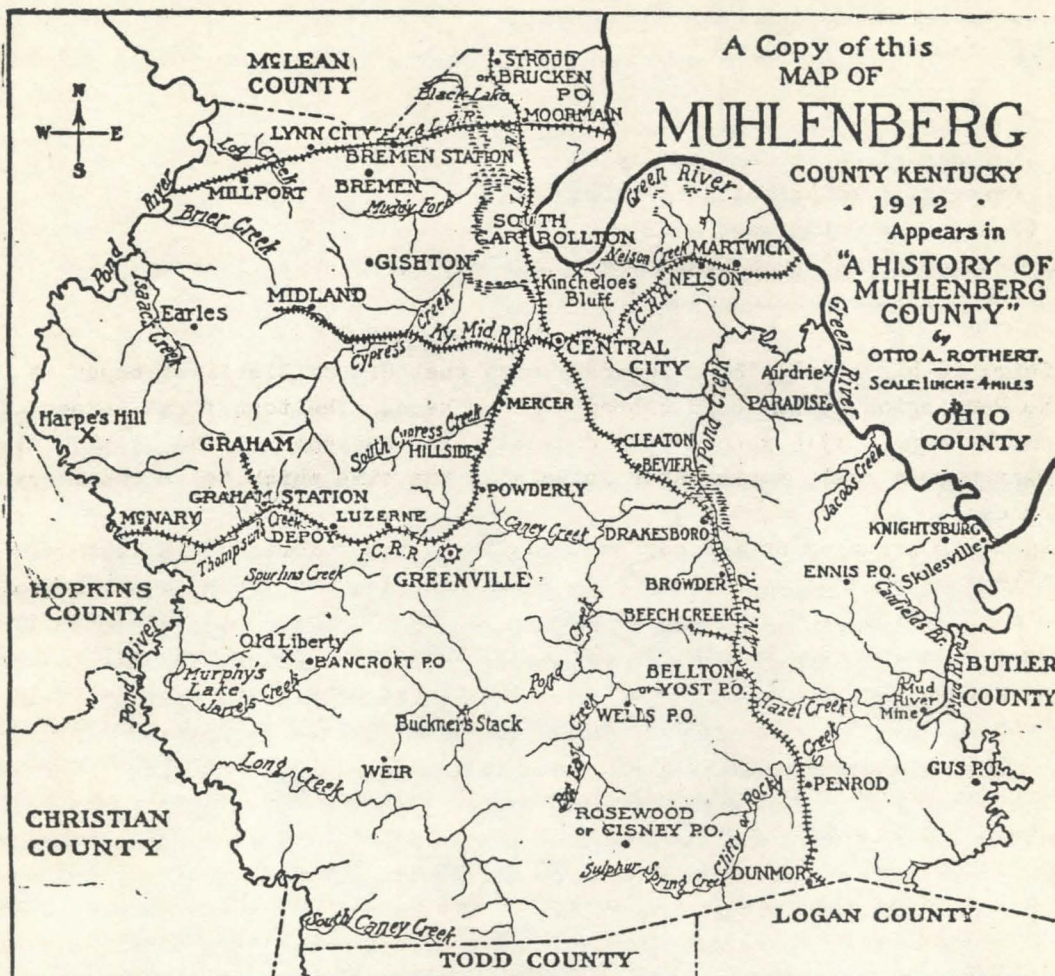 A Copy of this
MAP OF
MUHLENBERG
COUNTY KENTUCKY
1912
Appears in
"A HISTORY OF
MUHLENBERG
COUNTY"
by
OTTO A. ROTHERT.
SCALE: 1 INCH = 4 MILES
N
W E
S
McLEAN
COUNTY
STROUD
or BRUCKEN
P.O.
Black Lake
MOORMAN
LYNN CITY
Log Creek
BREMEN STATION
L.&N. R.R.
MILLPORT
BREMEN
Muddy Fork
Pond River
Brier Creek
SOUTH
CARROLLTON
Green River
Nelson Creek
MARTWICK
GISHTON
NELSON
Kincheloe's
Bluff
I.C.R.R.
Isaacs Creek
MIDLAND
Earles
Cypress Creek
Ky. Mid. R.R.
CENTRAL
CITY
Green River
Airdrie
PARADISE
OHIO
COUNTY
MERCER
Pond Creek
Harpe's Hill
South Cypress Creek
HILLSIDE
CLEATON
BEVIER
GRAHAM
GRAHAM STATION
POWDERLY
Jacobs Creek
McNARY
Thompson Creek
DEPOY
LUZERNE
I.C.R.R.
Caney Creek
DRAKESBORO
KNIGHTSBURG
Skilesville
GREENVILLE
Spurlins Creek
HOPKINS
COUNTY
BROWDER
ENNIS P.O.
BEECH CREEK
L.&N. R.R.
Old Liberty
BANCROFT P.O.
Murphy's
Lake
Jarrels Creek
Pond River
Pond Creek
BELLTON
or YOST P.O.
Mud River
BUTLER
COUNTY
Mud
River
Mine
Hazel Creek
WELLS P.O.
Buckner's Stack
WEIR
Long Creek
PENROD
GUS P.O.
CHRISTIAN
COUNTY
ROSEWOOD
or CISNEY P.O.
Sulphur Spring Creek
DUNMOR
South Caney Creek
LOGAN COUNTY
TODD COUNTY